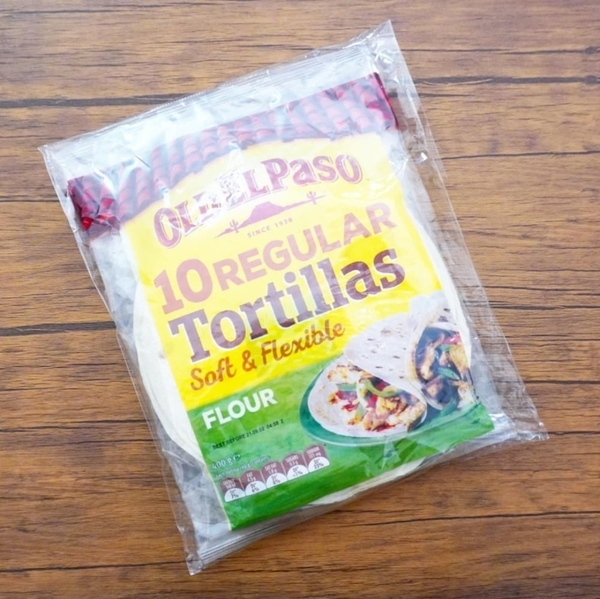 OLD EL PASO
SINCE 1938
10 REGULAR
Tortillas
Soft & Flexible
FLOUR